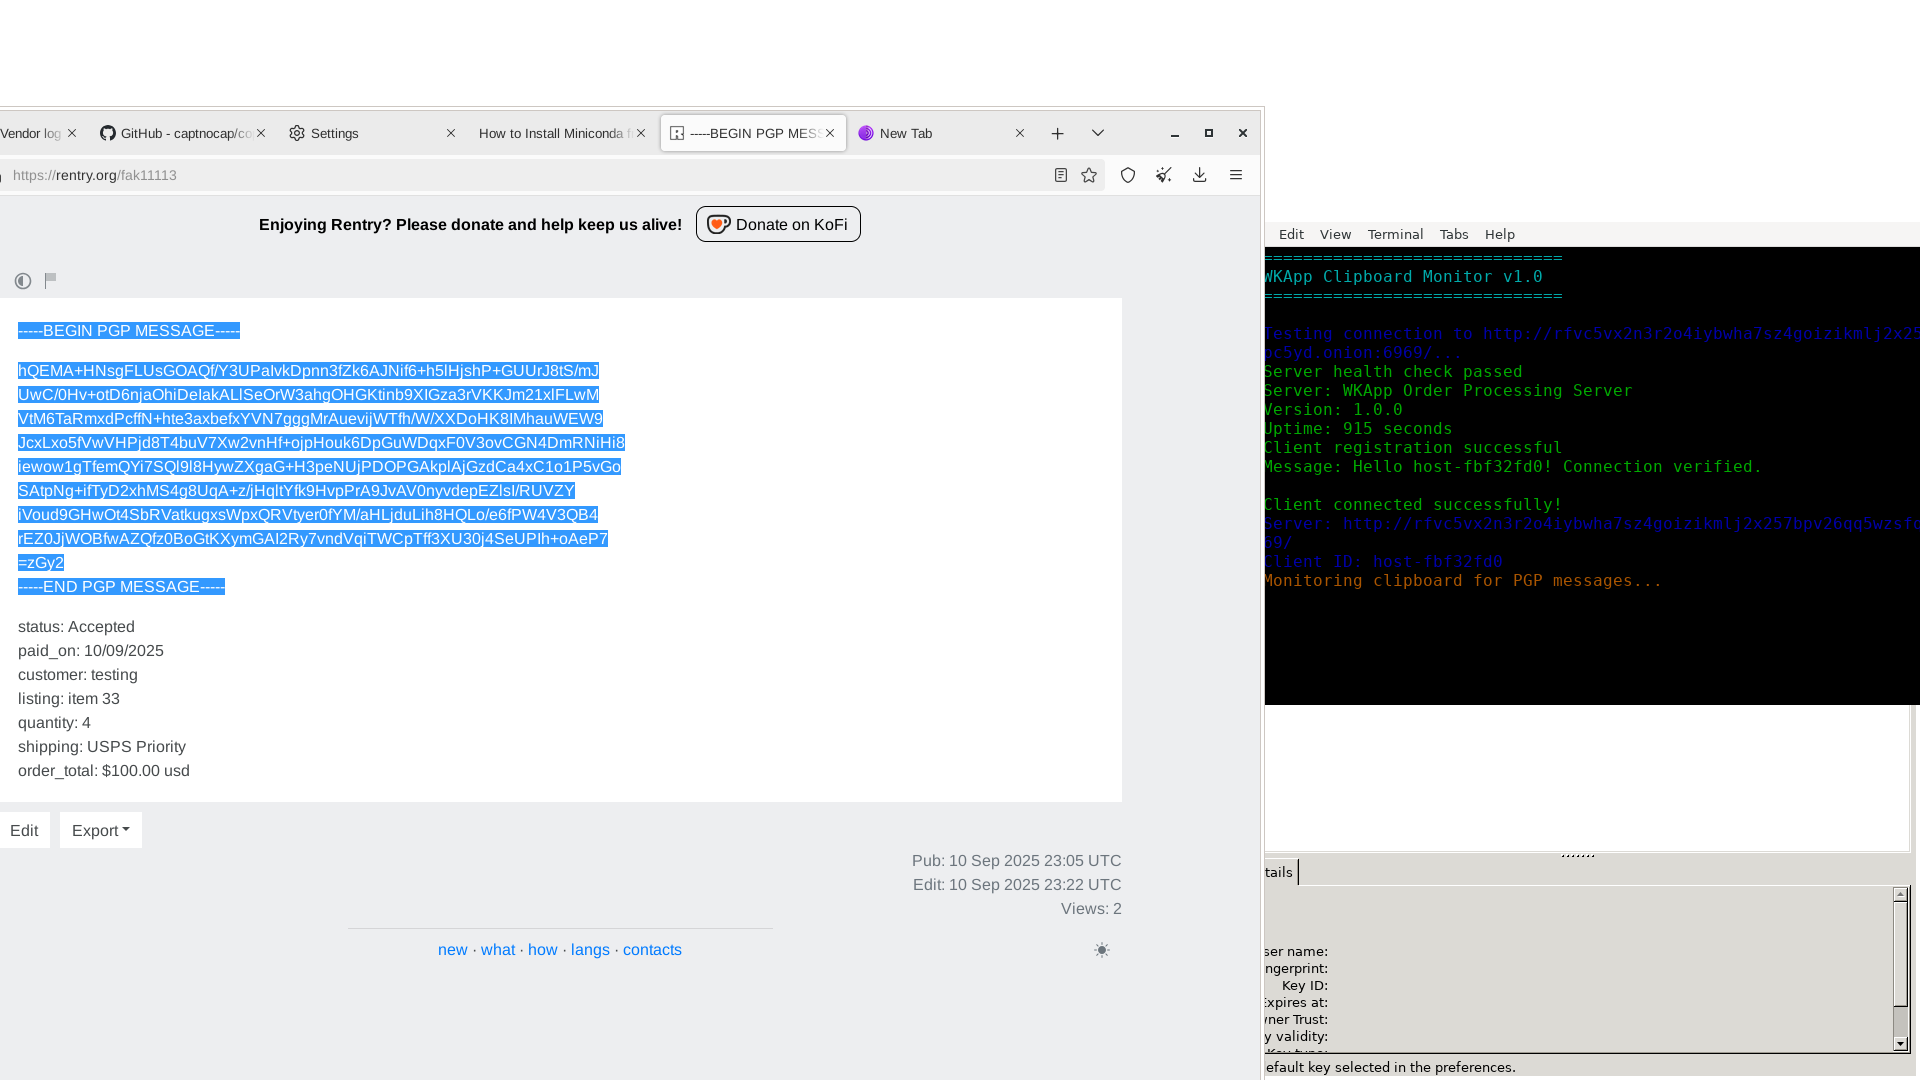 Vendor log
GitHub - captnocap/co
Settings
How to Install Miniconda f
-----BEGIN PGP MESS
New Tab
https://rentry.org/fak11113
Enjoying Rentry? Please donate and help keep us alive!
Donate on KoFi
-----BEGIN PGP MESSAGE-----
hQEMA+HNsgFLUsGOAQf/Y3UPaIvkDpnn3fZk6AJNif6+h5lHjshP+GUUrJ8tS/mJ
UwC/0Hv+otD6njaOhiDeIakALlSeOrW3ahgOHGKtinb9XIGza3rVKKJm21xlFLwM
VtM6TaRmxdPcffN+hte3axbefxYVN7gggMrAuevijWTfh/W/XXDoHK8IMhauWEW9
JcxLxo5fVwVHPjd8T4buV7Xw2vnHf+ojpHouk6DpGuWDqxF0V3ovCGN4DmRNiHi8
iewow1gTfemQYi7SQl9l8HywZXgaG+H3peNUjPDOPGAkplAjGzdCa4xC1o1P5vGo
SAtpNg+ifTyD2xhMS4g8UqA+z/jHqltYfk9HvpPrA9JvAV0nyvdepEZlsI/RUVZY
iVoud9GHwOt4SbRVatkugxsWpxQRVtyer0fYM/aHLjduLih8HQLo/e6fPW4V3QB4
rEZ0JjWOBfwAZQfz0BoGtKXymGAI2Ry7vndVqiTWCpTff3XU30j4SeUPIh+oAeP7
=zGy2
-----END PGP MESSAGE-----
status: Accepted
paid_on: 10/09/2025
customer: testing
listing: item 33
quantity: 4
shipping: USPS Priority
order_total: $100.00 usd
Edit
Export
Pub: 10 Sep 2025 23:05 UTC
Edit: 10 Sep 2025 23:22 UTC
Views: 2
new · what · how · langs · contacts
Edit View Terminal Tabs Help
==============================
WKApp Clipboard Monitor v1.0
==============================
Testing connection to http://rfvc5vx2n3r2o4iybwha7sz4goizikmlj2x25
ac5yd.onion:6969/...
Server health check passed
Server: WKApp Order Processing Server
Version: 1.0.0
Uptime: 915 seconds
Client registration successful
Message: Hello host-fbf32fd0! Connection verified.
Client connected successfully!
Server: http://rfvc5vx2n3r2o4iybwha7sz4goizikmlj2x257bpv26qq5wzsfo
69/
Client ID: host-fbf32fd0
Monitoring clipboard for PGP messages...
tails
ser name:
ngerprint:
Key ID:
Expires at:
wner Trust:
y validity:
Key type:
efault key selected in the preferences.